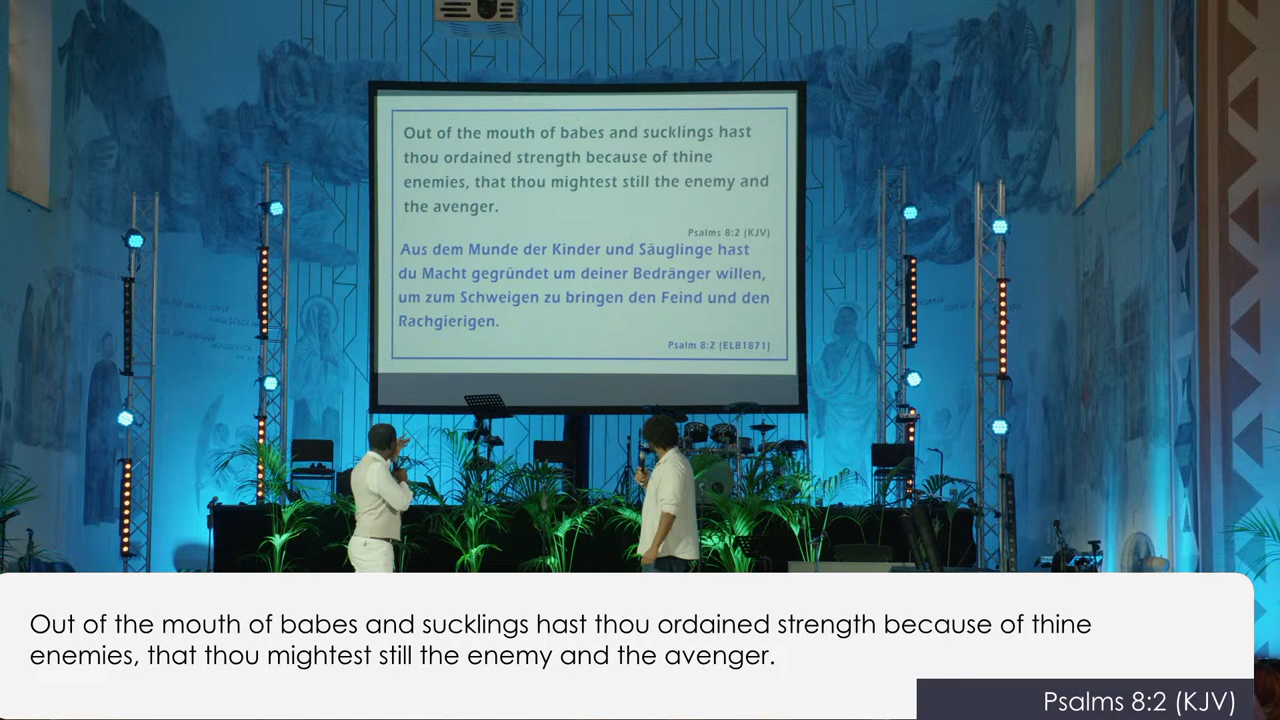 Out of the mouth of babes and sucklings hast
thou ordained strength because of thine
enemies, that thou mightest still the enemy and
the avenger.
Psalms 8:2 (KJV)
Aus dem Munde der Kinder und Säuglinge hast
du Macht gegründet um deiner Bedränger willen,
um zum Schweigen zu bringen den Feind und den
Rachgierigen.
Psalm 8:2 (ELB1871)
Out of the mouth of babes and sucklings hast thou ordained strength because of thine
enemies, that thou mightest still the enemy and the avenger.
Psalms 8:2 (KJV)